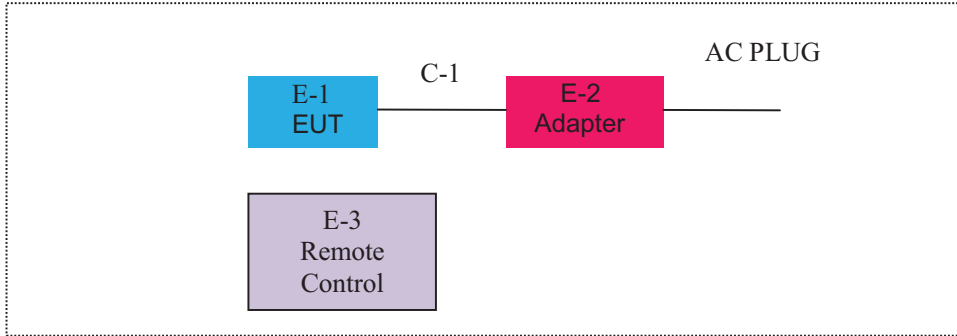 AC PLUG
C-1
E-1
EUT
E-2
Adapter
E-3
Remote
Control